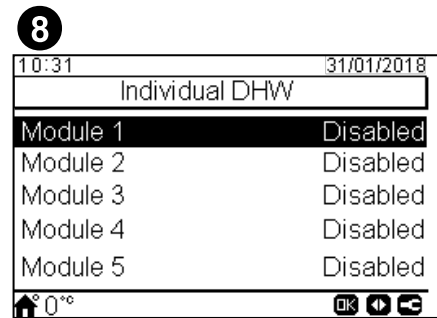 8
10:31 31/01/2018
Individual DHW
Module 1 Disabled
Module 2 Disabled
Module 3 Disabled
Module 4 Disabled
Module 5 Disabled
0°° OK